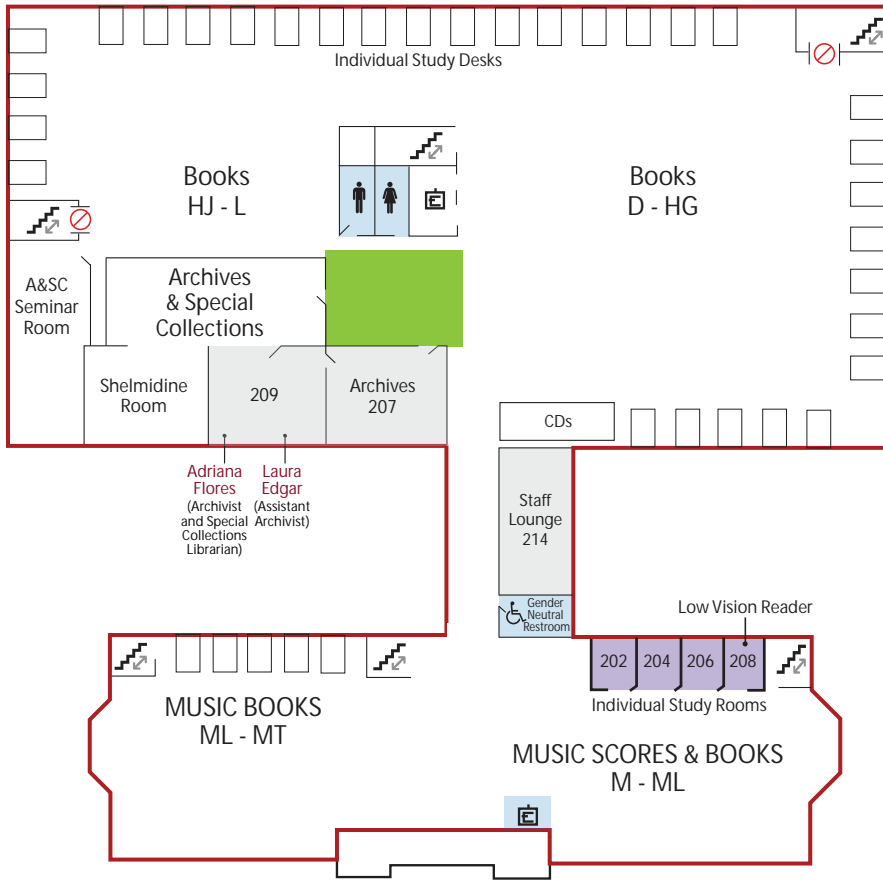 Individual Study Desks
Books
HJ - L
Books
D - HG
A&SC
Seminar
Room
Archives
& Special
Collections
Shelmidine
Room
209
Archives
207
CDs
Adriana
Flores
(Archivist
and Special
Collections
Librarian)
Laura
Edgar
(Assistant
Archivist)
Staff
Lounge
214
Gender
Neutral
Restroom
Low Vision Reader
202
204
206
208
Individual Study Rooms
MUSIC BOOKS
ML - MT
MUSIC SCORES & BOOKS
M - ML
E
E